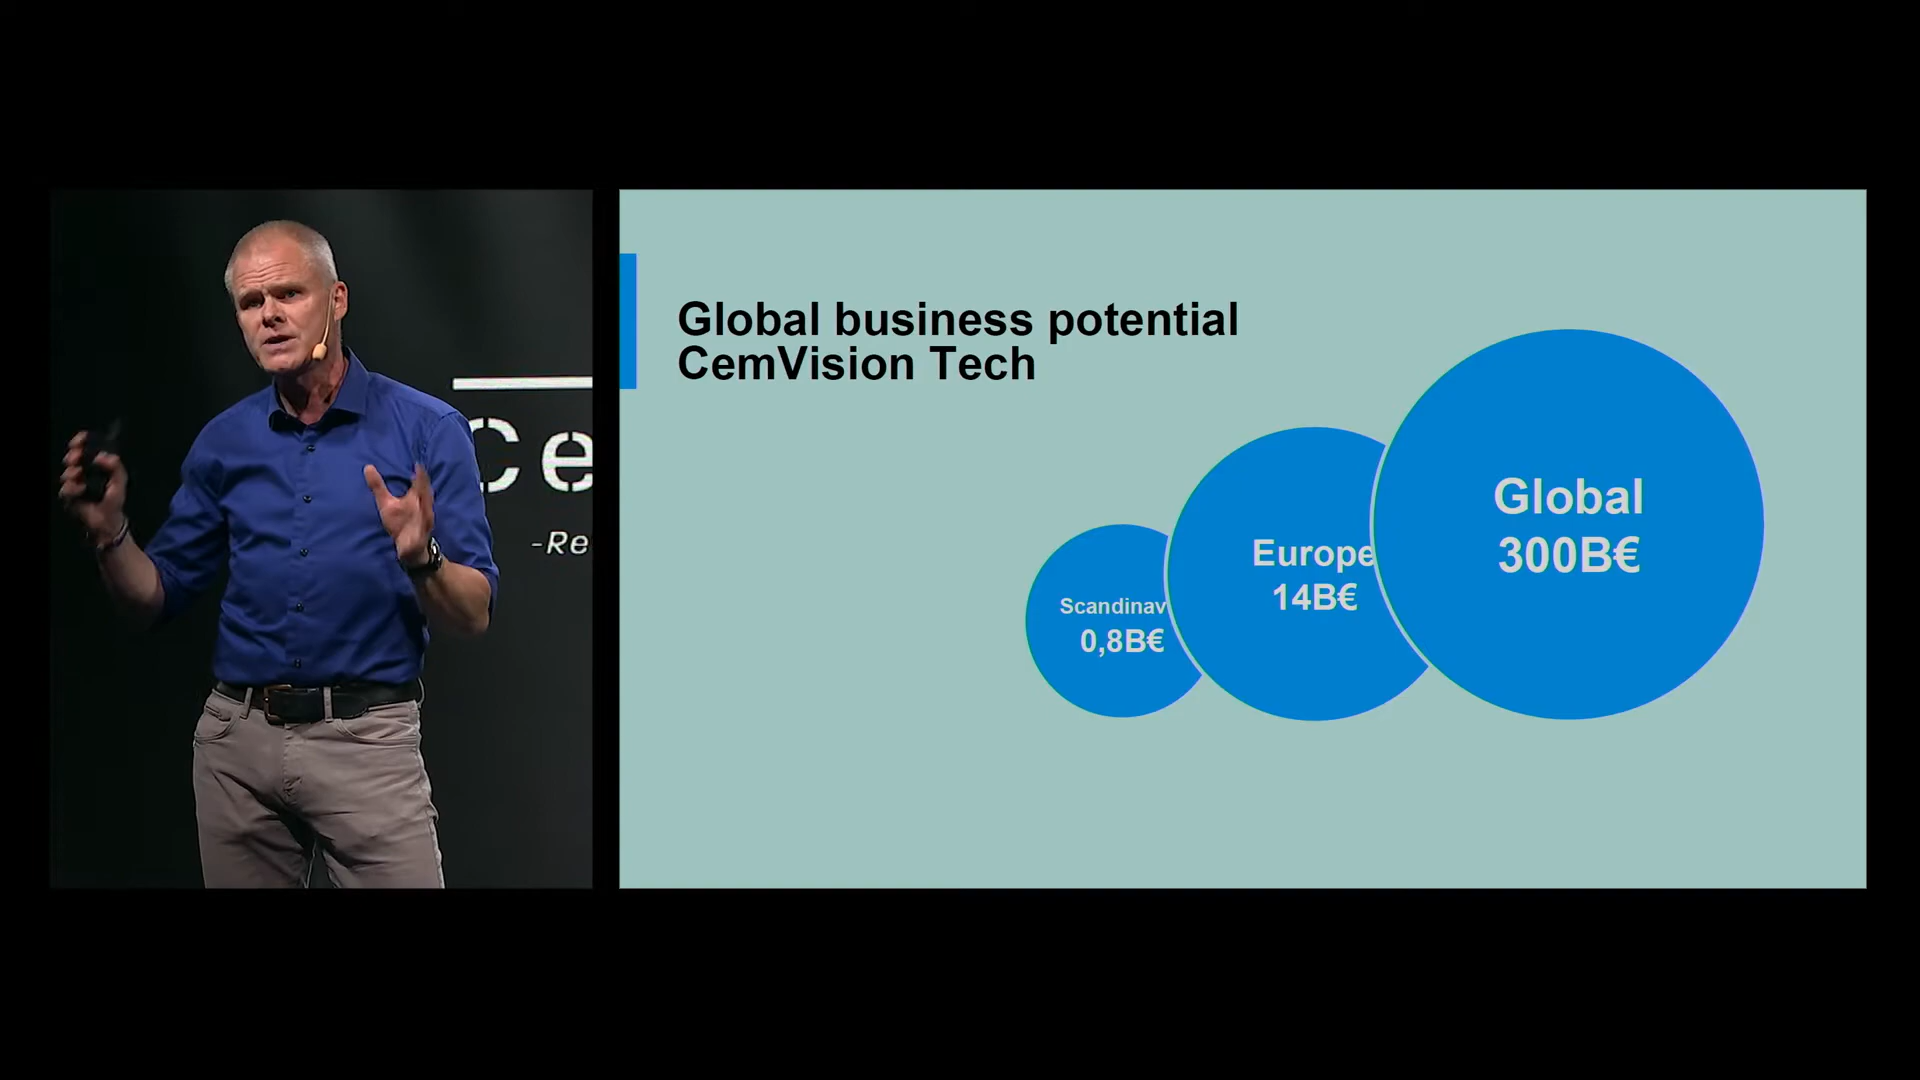 Ce
-Re
Global business potential
CemVision Tech
Scandinav
0,8B€
Europe
14B€
Global
300B€